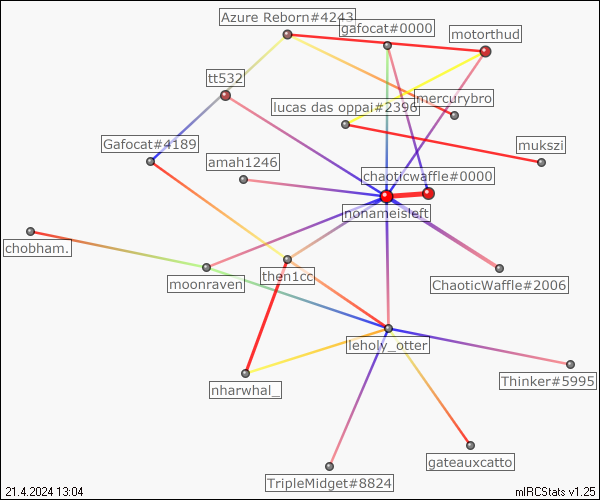 Azure Reborn#4243
gafocat#0000
motorthud
tt532
mercurybro
lucas das oppai#2396
Gafocat#4189
mukszi
amah1246
chaoticwaffle#0000
nonameisleft
chobham.
moonraven
then1cc
ChaoticWaffle#2006
leholy_otter
Thinker#5995
nharwhal_
gateauxcatto
TripleMidget#8824
21.4.2024 13:04
mIRCStats v1.25